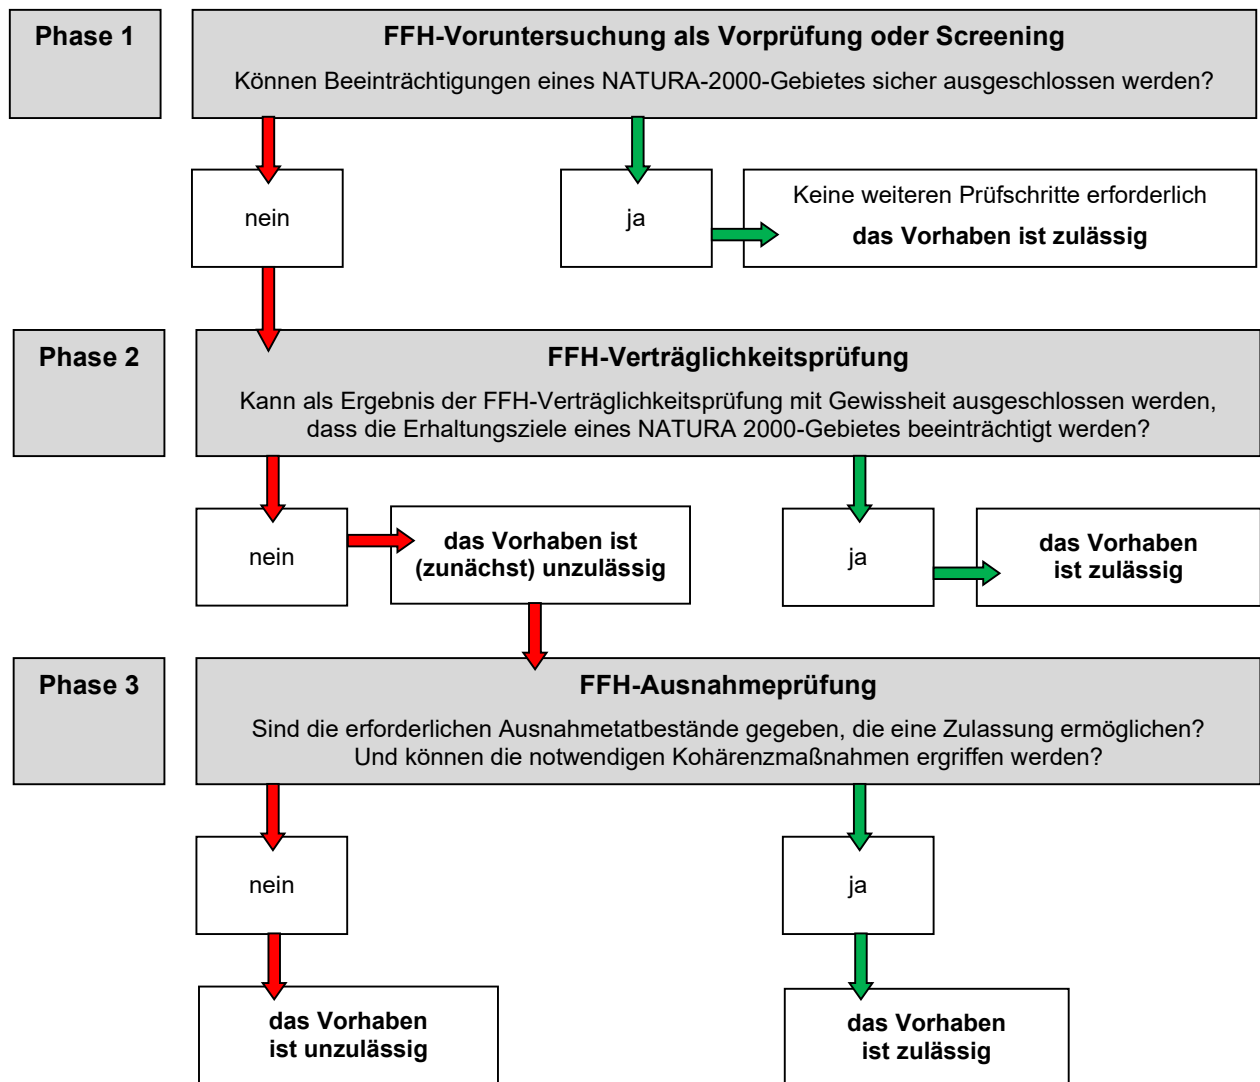 Phase 1
FFH-Voruntersuchung als Vorprüfung oder Screening
Können Beeinträchtigungen eines NATURA-2000-Gebietes sicher ausgeschlossen werden?
nein
ja
Keine weiteren Prüfschritte erforderlich
das Vorhaben ist zulässig
Phase 2
FFH-Verträglichkeitsprüfung
Kann als Ergebnis der FFH-Verträglichkeitsprüfung mit Gewissheit ausgeschlossen werden,
dass die Erhaltungsziele eines NATURA 2000-Gebietes beeinträchtigt werden?
nein
das Vorhaben ist
(zunächst) unzulässig
ja
das Vorhaben
ist zulässig
Phase 3
FFH-Ausnahmeprüfung
Sind die erforderlichen Ausnahmetatbestände gegeben, die eine Zulassung ermöglichen?
Und können die notwendigen Kohärenzmaßnahmen ergriffen werden?
nein
ja
das Vorhaben
ist unzulässig
das Vorhaben
ist zulässig